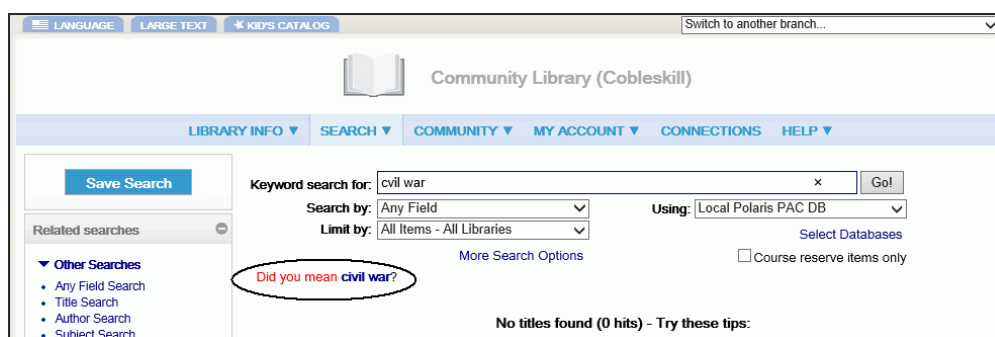 LANGUAGE LARGE TEXT KID'S CATALOG Switch to another branch...
Community Library (Cobleskill)
LIBRARY INFO ▼ SEARCH ▼ COMMUNITY ▼ MY ACCOUNT ▼ CONNECTIONS HELP ▼
Save Search
Keyword search for: cvil war × Go!
Search by: Any Field Using: Local Polaris PAC DB
Limit by: All Items - All Libraries Select Databases
More Search Options Course reserve items only
Related searches
▼ Other Searches
• Any Field Search
• Title Search
• Author Search
• Subject Search
Did you mean civil war?
No titles found (0 hits) - Try these tips: